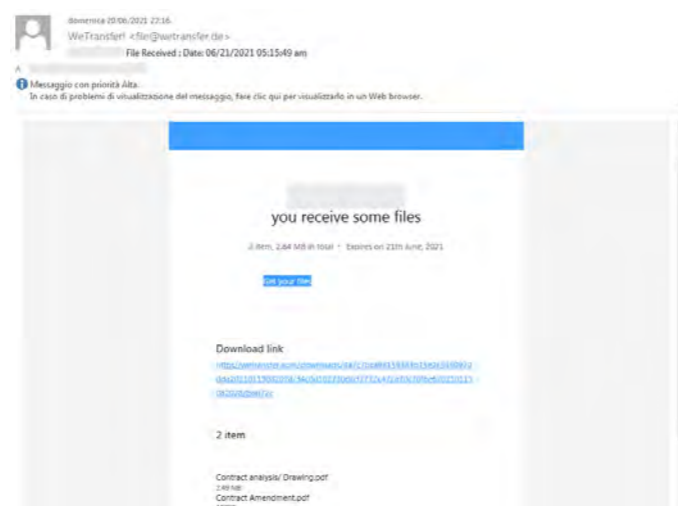 domenica 20/06/2021 22:16
WeTransfer! <file@wetransfer.de>
File Received : Date: 06/21/2021 05:15:49 am
A
Messaggio con priorità Alta.
In caso di problemi di visualizzazione del messaggio, fare clic qui per visualizzarlo in un Web browser.
you receive some files
2 item, 2.64 MB in total • Expires on 21th June, 2021
Get your files
Download link
2 item
Contract analysis/ Drawing.pdf
2.49 MB
Contract Amendment.pdf